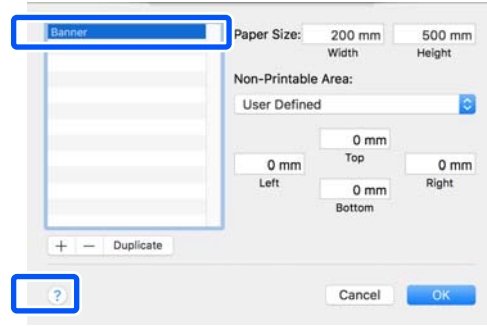 Banner
Paper Size: 200 mm 500 mm
Width Height
Non-Printable Area:
User Defined
0 mm
Top
0 mm 0 mm
Left Right
0 mm
Bottom
+ − Duplicate
? Cancel OK